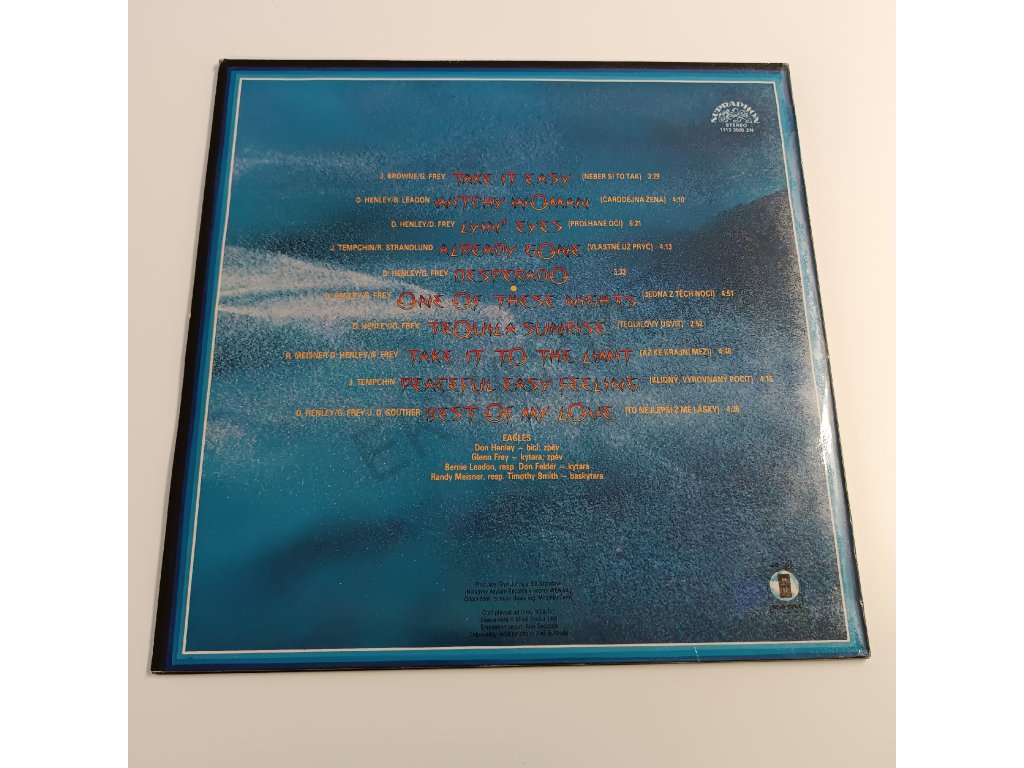 SUPRAPHON
STEREO
1113 3505 ZN
J. BROWNE/G. FREY TAKE IT EASY (NEBER SI TO TAK) 3:29
D. HENLEY/B. LEADON WITCHY WOMAN (ČARODĚJNÁ ŽENA) 4:10
D. HENLEY/D. FREY LYIN' EYES (PROLHANÉ OČI) 6:21
J. TEMPCHIN/R. STRANDLUND ALREADY GONE (VLASTNĚ UŽ PRYČ) 4:13
D. HENLEY/G. FREY DESPERADO 3:33
D. HENLEY/G. FREY ONE OF THESE NIGHTS (JEDNA Z TĚCH NOCÍ) 4:51
D. HENLEY/G. FREY TEQUILA SUNRISE (TEQUILOVÝ ÚSVIT) 2:52
R. MEISNER-D. HENLEY/G. FREY TAKE IT TO THE LIMIT (AŽ KE KRAJNÍ MEZI) 4:48
J. TEMPCHIN PEACEFUL EASY FEELING (KLIDNÝ, VYROVNANÝ POCIT) 4:16
D. HENLEY/G. FREY/J. D. SOUTHER BEST OF MY LOVE (TO NEJLEPŠÍ Z MÉ LÁSKY) 4:36
EAGLES
Don Henley – bicí; zpěv
Glenn Frey – kytara; zpěv
Bernie Leadon, resp. Don Felder – kytara
Randy Meisner, resp. Timothy Smith – baskytara